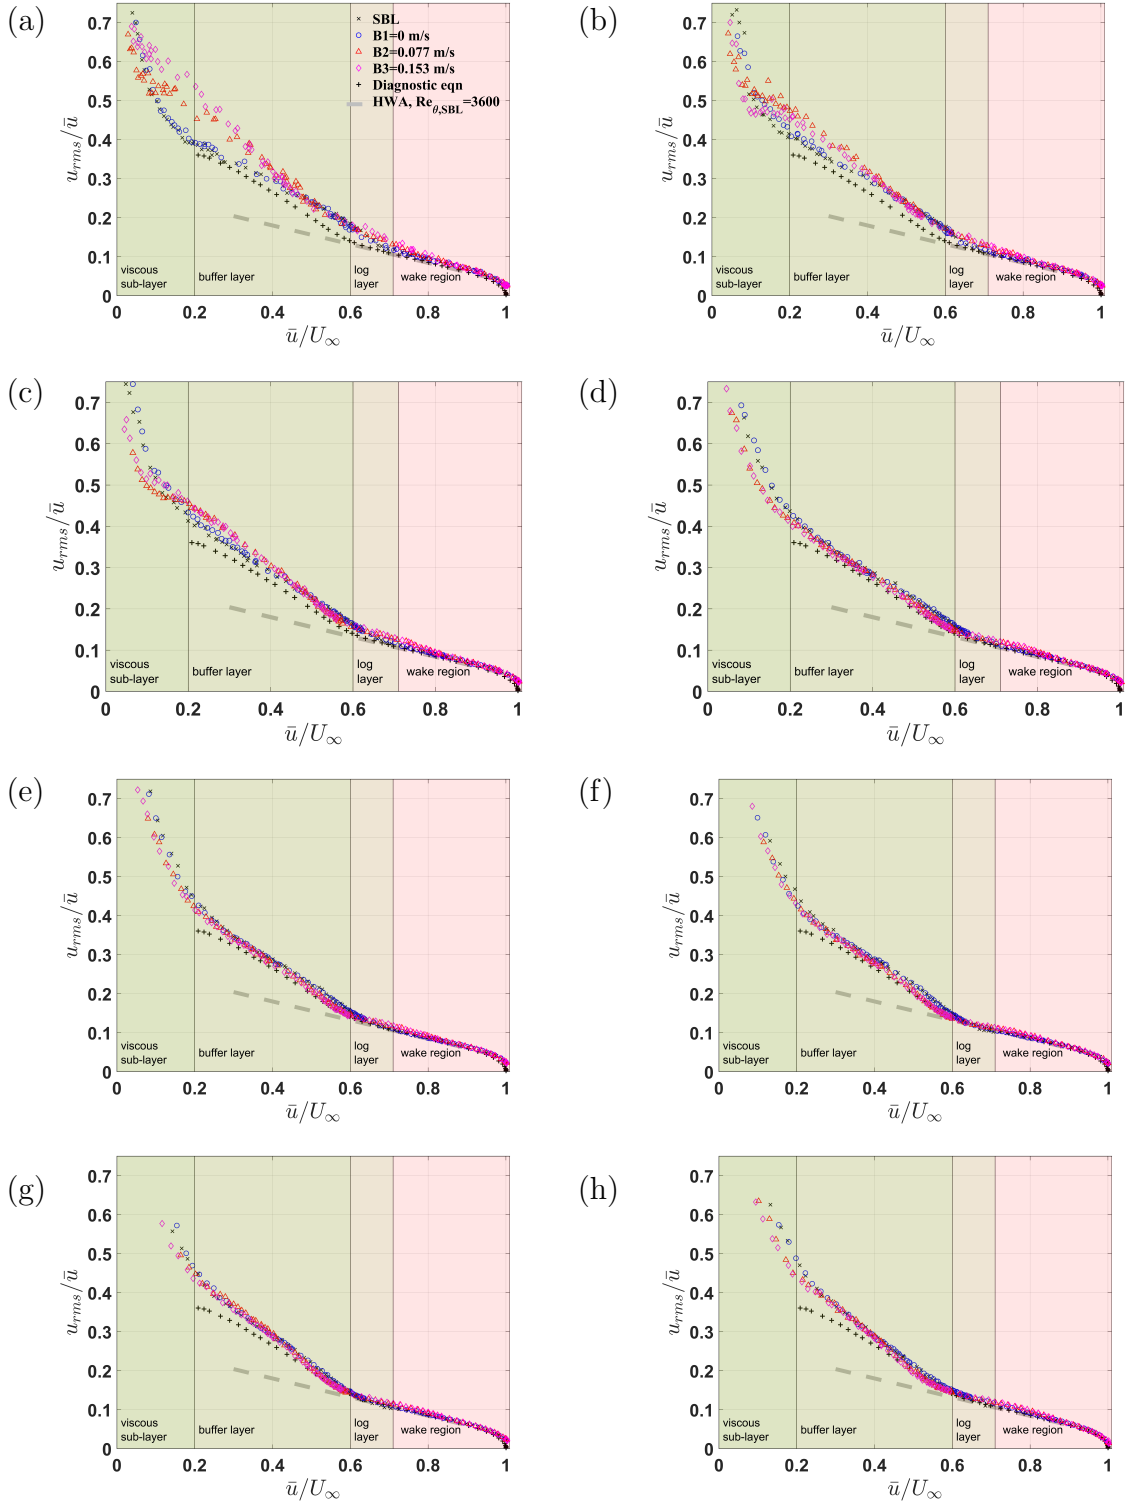 (a)
0.7
0.6
0.5
0.4
0.3
0.2
0.1
0
u_rms/ū
SBL
B1=0 m/s
B2=0.077 m/s
B3=0.153 m/s
Diagnostic eqn
HWA, Re_θ,SBL=3600
viscous
sub-layer
buffer layer
log
layer
wake region
0 0.2 0.4 0.6 0.8 1
ū/U∞
(b)
0.7
0.6
0.5
0.4
0.3
0.2
0.1
0
u_rms/ū
viscous
sub-layer
buffer layer
log
layer
wake region
0 0.2 0.4 0.6 0.8 1
ū/U∞
(c)
0.7
0.6
0.5
0.4
0.3
0.2
0.1
0
u_rms/ū
viscous
sub-layer
buffer layer
log
layer
wake region
0 0.2 0.4 0.6 0.8 1
ū/U∞
(d)
0.7
0.6
0.5
0.4
0.3
0.2
0.1
0
u_rms/ū
viscous
sub-layer
buffer layer
log
layer
wake region
0 0.2 0.4 0.6 0.8 1
ū/U∞
(e)
0.7
0.6
0.5
0.4
0.3
0.2
0.1
0
u_rms/ū
viscous
sub-layer
buffer layer
log
layer
wake region
0 0.2 0.4 0.6 0.8 1
ū/U∞
(f)
0.7
0.6
0.5
0.4
0.3
0.2
0.1
0
u_rms/ū
viscous
sub-layer
buffer layer
log
layer
wake region
0 0.2 0.4 0.6 0.8 1
ū/U∞
(g)
0.7
0.6
0.5
0.4
0.3
0.2
0.1
0
u_rms/ū
viscous
sub-layer
buffer layer
log
layer
wake region
0 0.2 0.4 0.6 0.8 1
ū/U∞
(h)
0.7
0.6
0.5
0.4
0.3
0.2
0.1
0
u_rms/ū
viscous
sub-layer
buffer layer
log
layer
wake region
0 0.2 0.4 0.6 0.8 1
ū/U∞